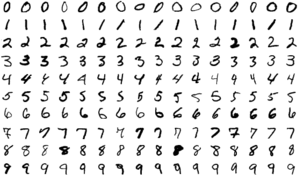 0 0 0 0 0 0 0 0 0 0 0 0 0 0 0 0
1 1 1 1 1 1 1 1 1 1 1 1 1 1 1 1
2 2 2 2 2 2 2 2 2 2 2 2 2 2 2 2
3 3 3 3 3 3 3 3 3 3 3 3 3 3 3 3
4 4 4 4 4 4 4 4 4 4 4 4 4 4 4 4
5 5 5 5 5 5 5 5 5 5 5 5 5 5 5 5
6 6 6 6 6 6 6 6 6 6 6 6 6 6 6 6
7 7 7 7 7 7 7 7 7 7 7 7 7 7 7 7
8 8 8 8 8 8 8 8 8 8 8 8 8 8 8 8
9 9 9 9 9 9 9 9 9 9 9 9 9 9 9 9